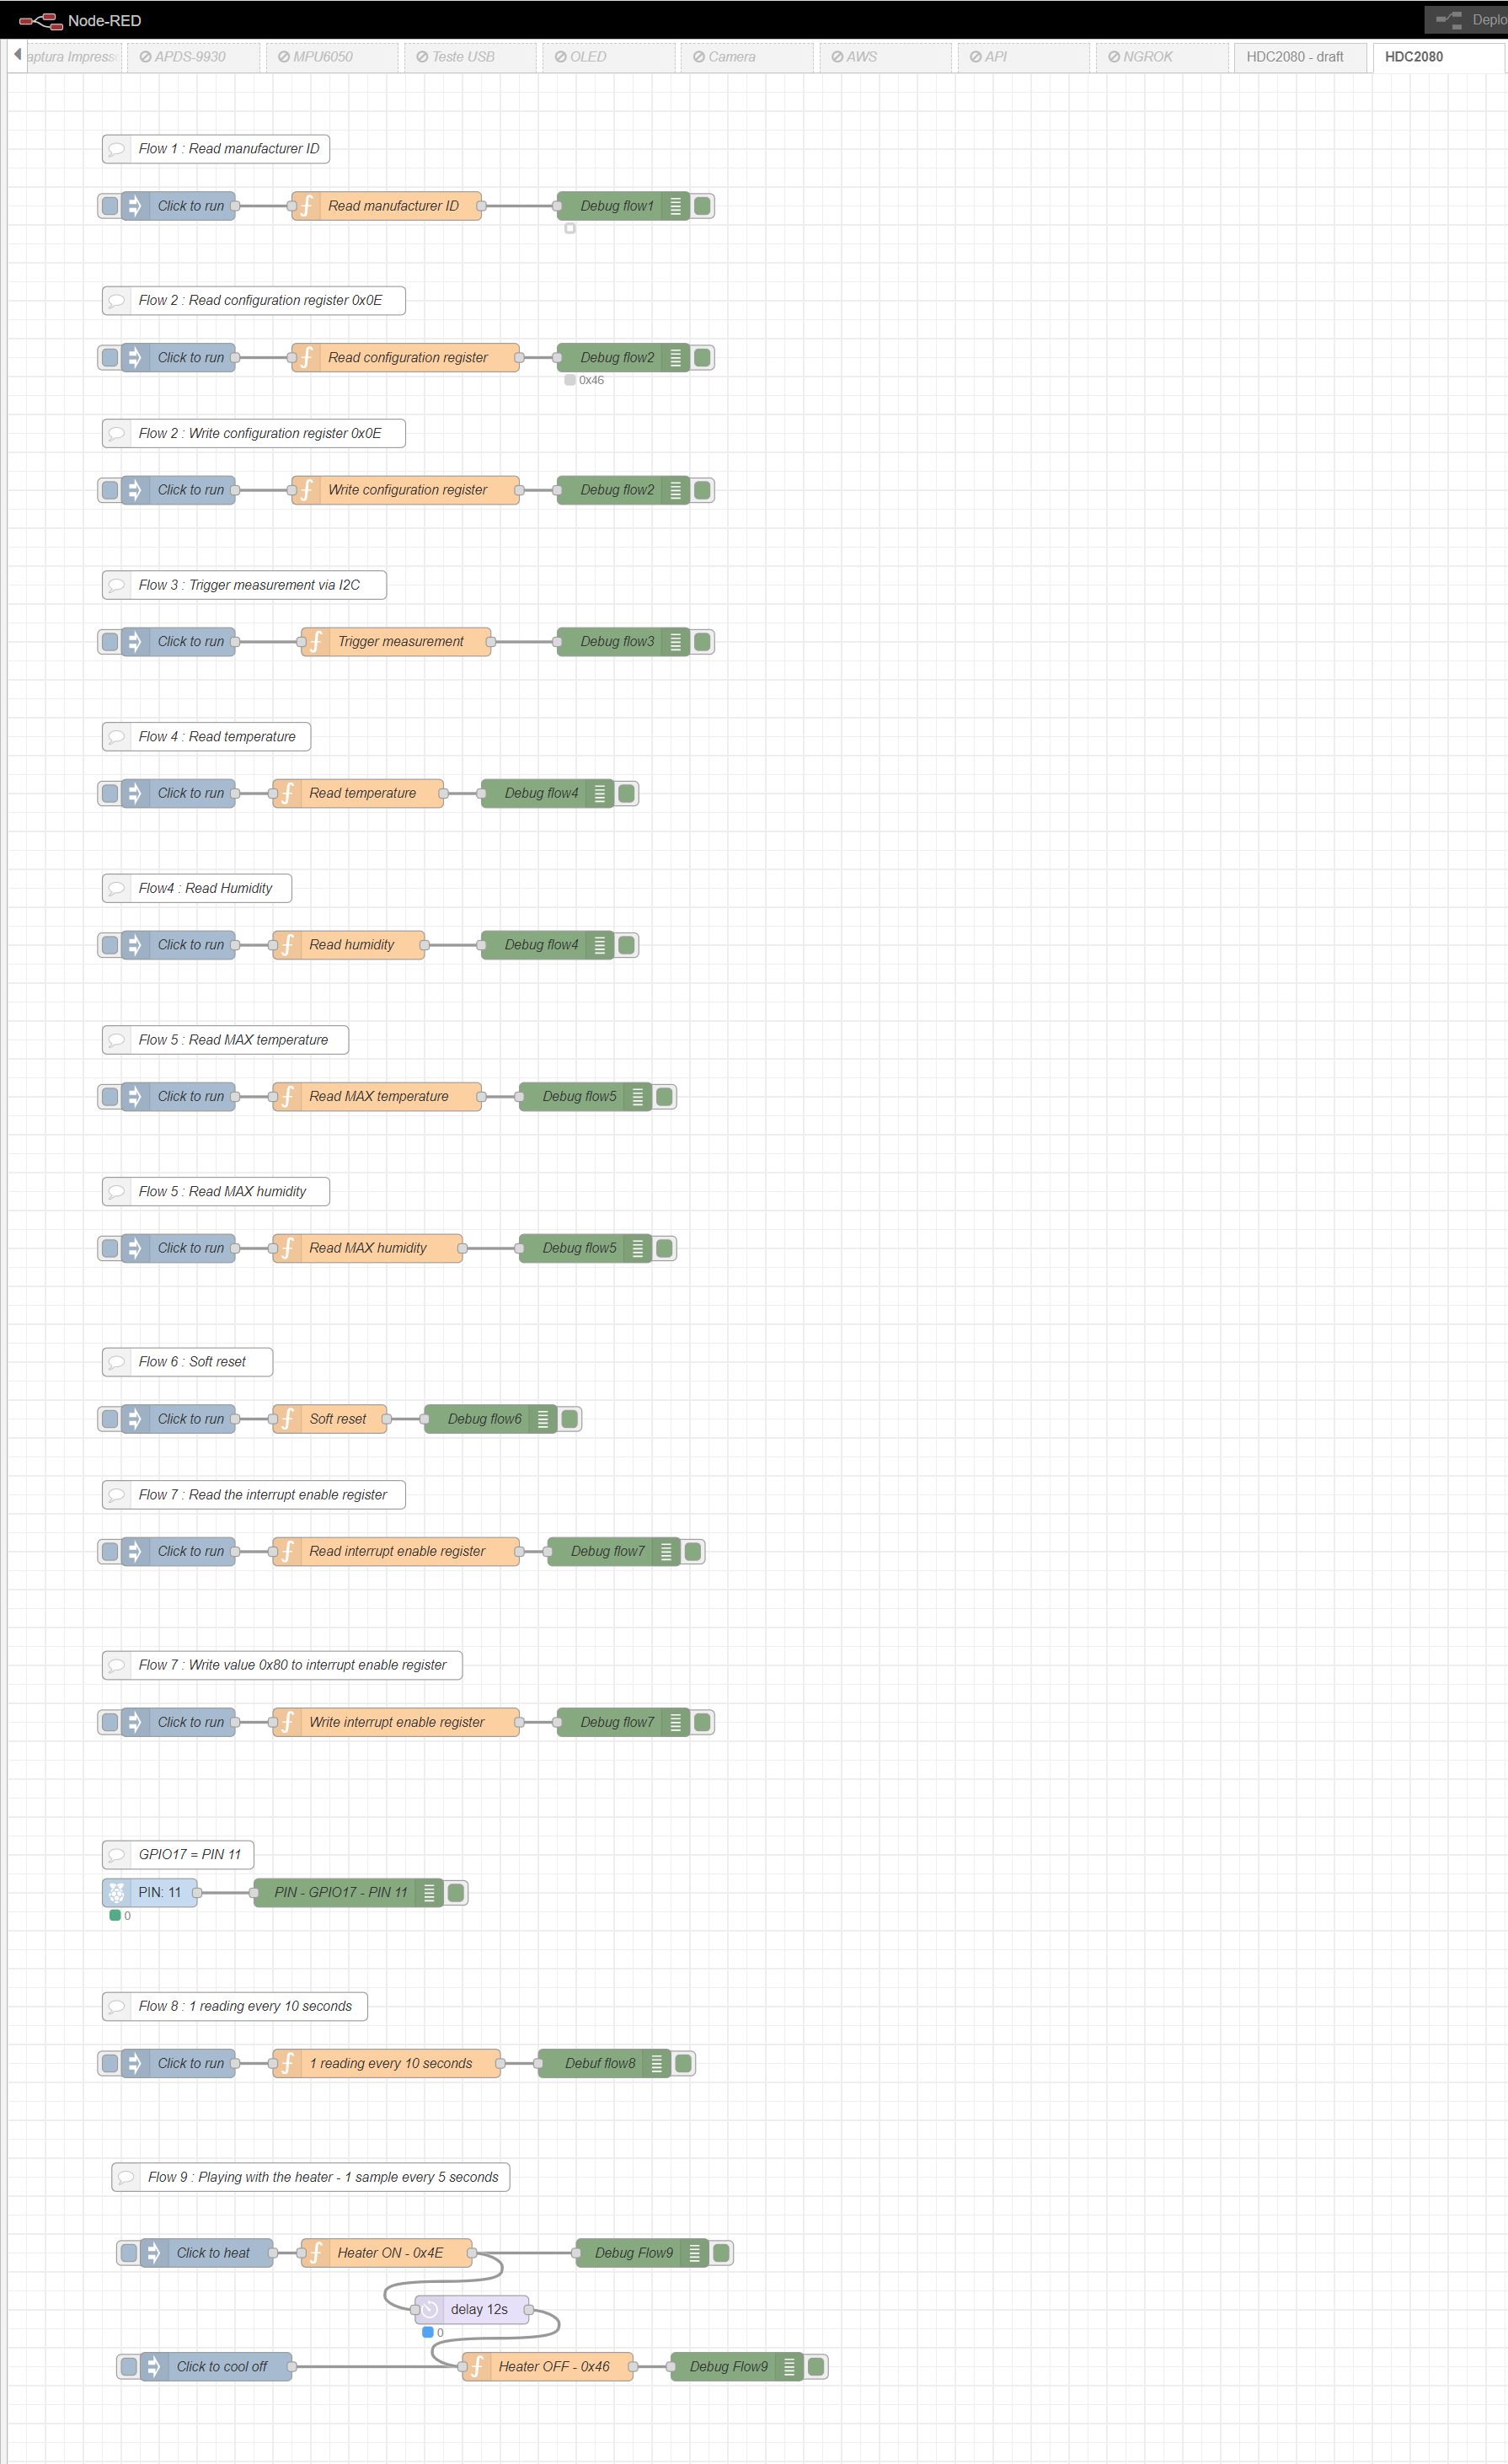 Node-RED
Deplo
aptura Impress
APDS-9930
MPU6050
Teste USB
OLED
Camera
AWS
API
NGROK
HDC2080 - draft
HDC2080
Flow 1 : Read manufacturer ID
Click to run
Read manufacturer ID
Debug flow1
Flow 2 : Read configuration register 0x0E
Click to run
Read configuration register
Debug flow2
0x46
Flow 2 : Write configuration register 0x0E
Click to run
Write configuration register
Debug flow2
Flow 3 : Trigger measurement via I2C
Click to run
Trigger measurement
Debug flow3
Flow 4 : Read temperature
Click to run
Read temperature
Debug flow4
Flow4 : Read Humidity
Click to run
Read humidity
Debug flow4
Flow 5 : Read MAX temperature
Click to run
Read MAX temperature
Debug flow5
Flow 5 : Read MAX humidity
Click to run
Read MAX humidity
Debug flow5
Flow 6 : Soft reset
Click to run
Soft reset
Debug flow6
Flow 7 : Read the interrupt enable register
Click to run
Read interrupt enable register
Debug flow7
Flow 7 : Write value 0x80 to interrupt enable register
Click to run
Write interrupt enable register
Debug flow7
GPIO17 = PIN 11
PIN: 11
PIN - GPIO17 - PIN 11
0
Flow 8 : 1 reading every 10 seconds
Click to run
1 reading every 10 seconds
Debuf flow8
Flow 9 : Playing with the heater - 1 sample every 5 seconds
Click to heat
Heater ON - 0x4E
Debug Flow9
delay 12s
0
Click to cool off
Heater OFF - 0x46
Debug Flow9